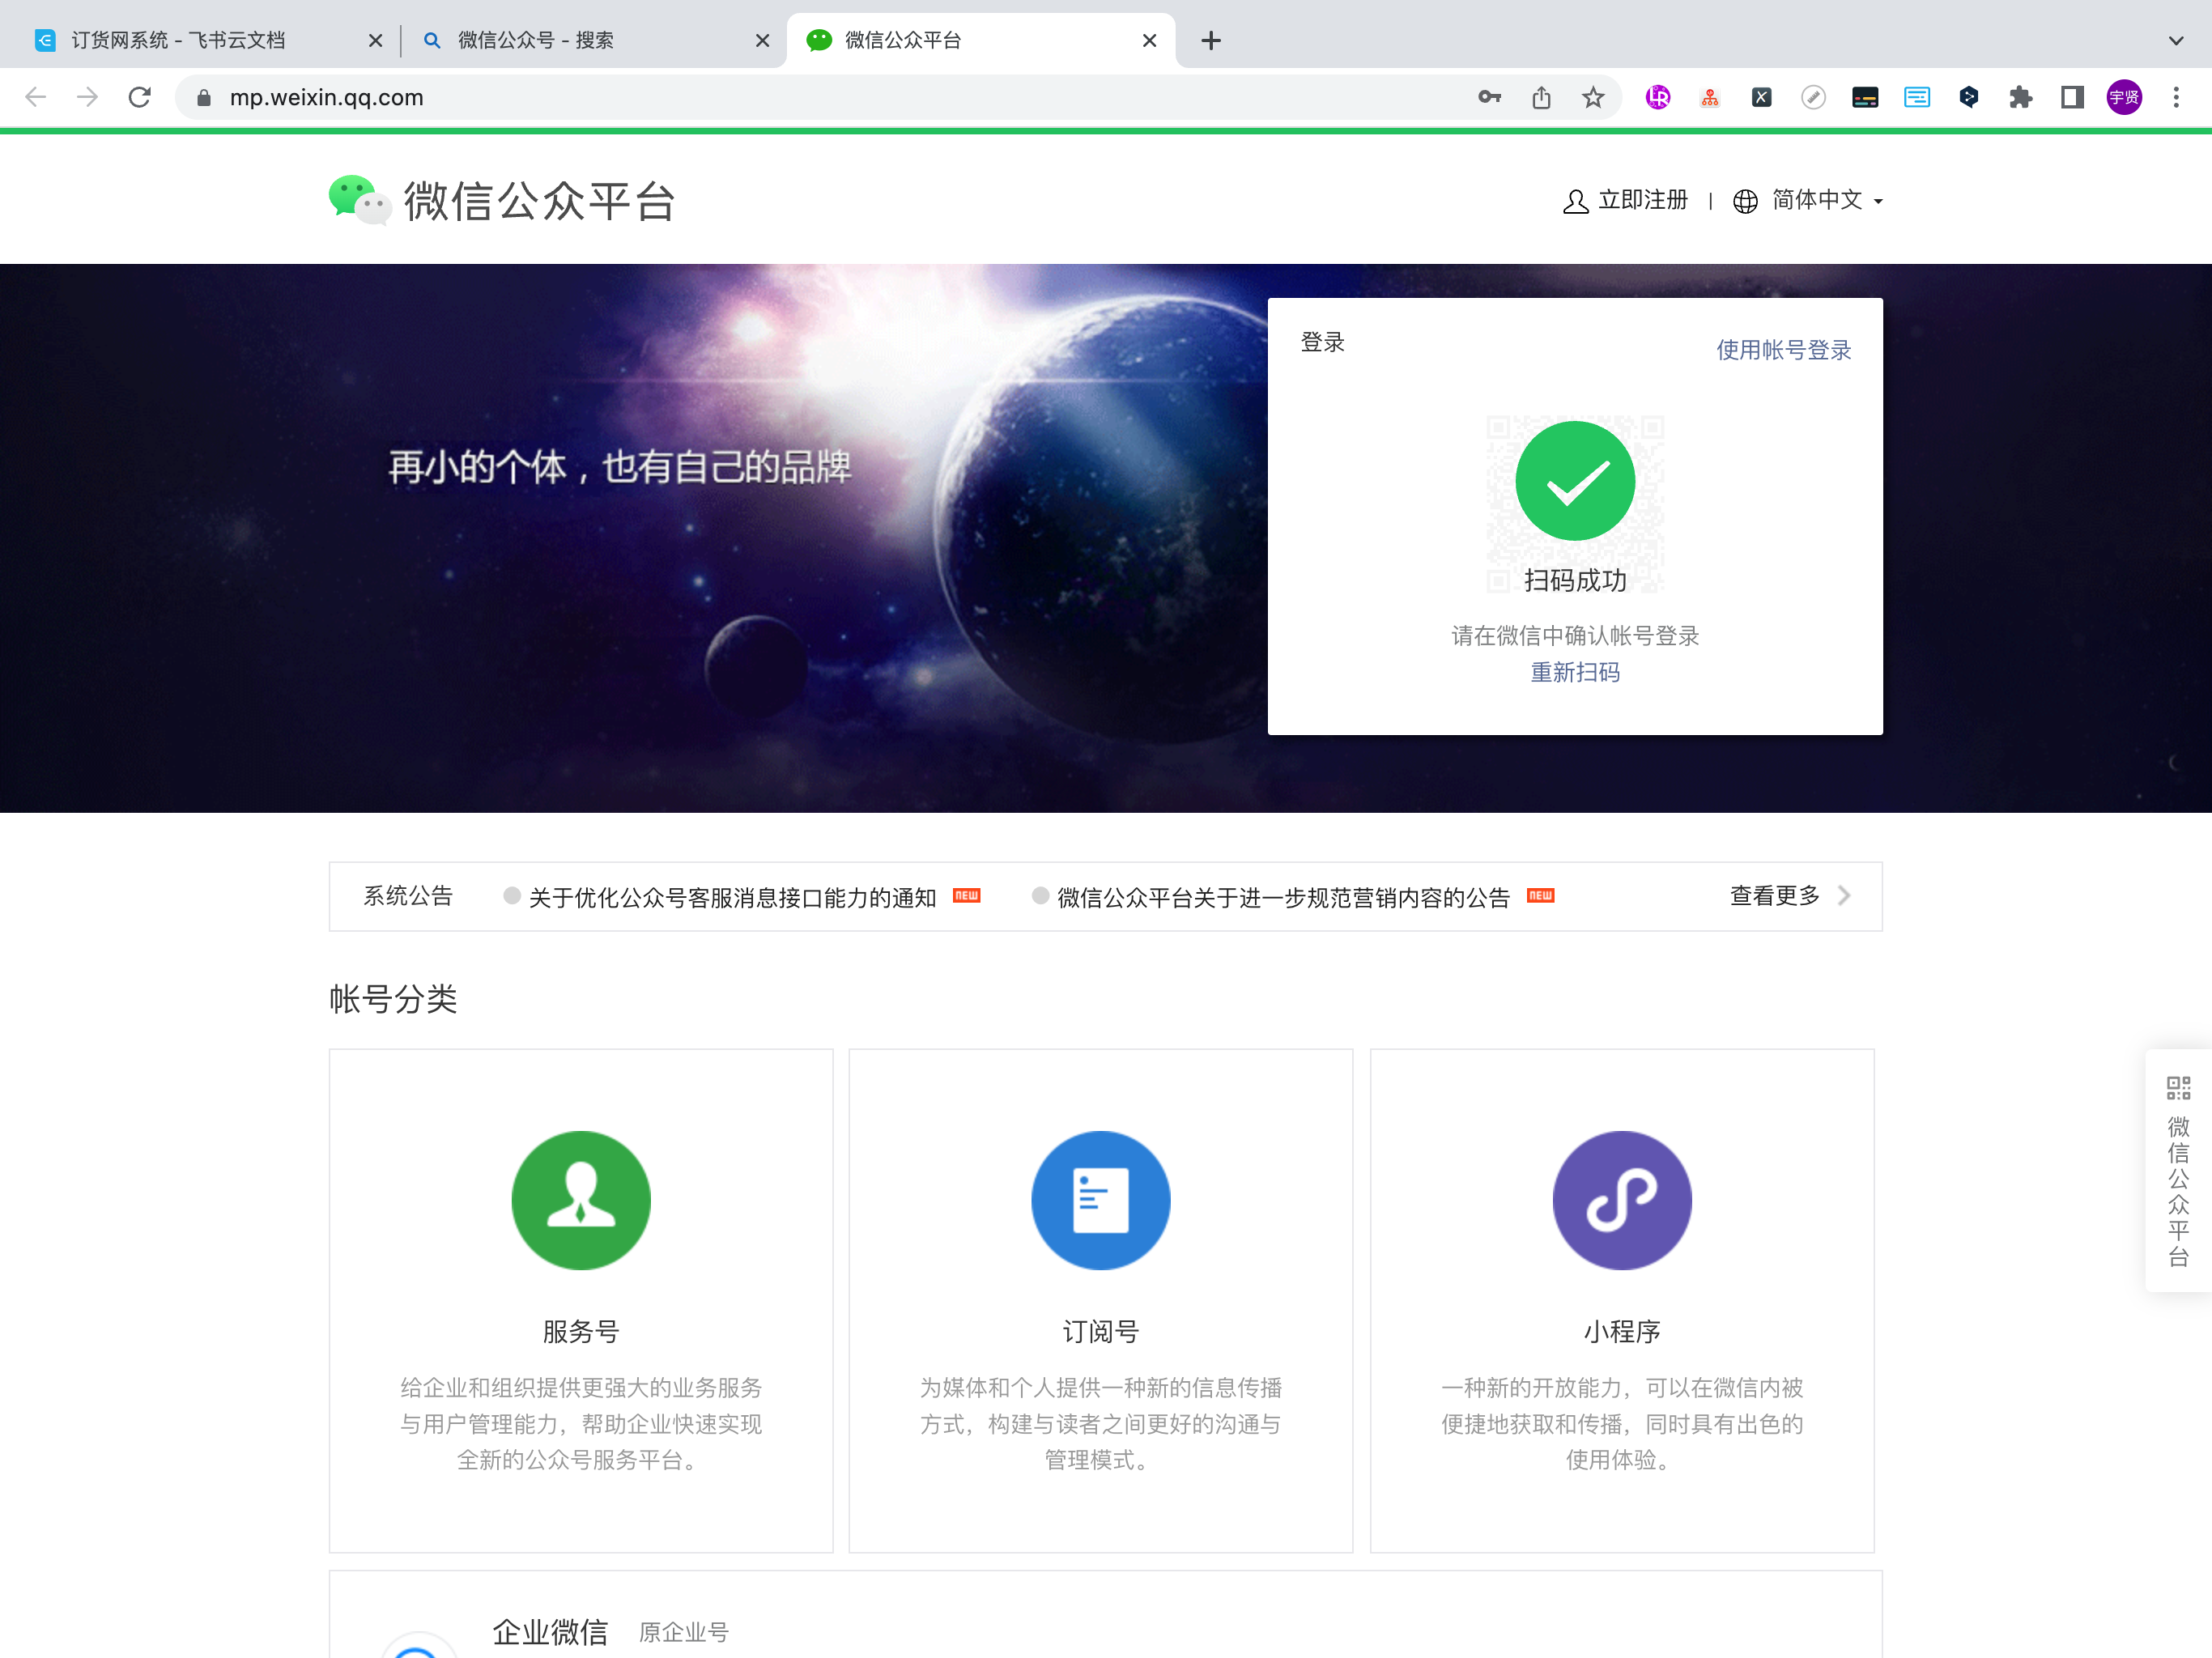 订货网系统 - 飞书云文档
微信公众号 - 搜索
微信公众平台
mp.weixin.qq.com
宇贤
微信公众平台
立即注册
简体中文
再小的个体，也有自己的品牌
登录
使用帐号登录
扫码成功
请在微信中确认帐号登录
重新扫码
系统公告
关于优化公众号客服消息接口能力的通知 NEW
微信公众平台关于进一步规范营销内容的公告 NEW
查看更多
帐号分类
服务号
给企业和组织提供更强大的业务服务
与用户管理能力，帮助企业快速实现
全新的公众号服务平台。
订阅号
为媒体和个人提供一种新的信息传播
方式，构建与读者之间更好的沟通与
管理模式。
小程序
一种新的开放能力，可以在微信内被
便捷地获取和传播，同时具有出色的
使用体验。
微信公众平台
企业微信 原企业号